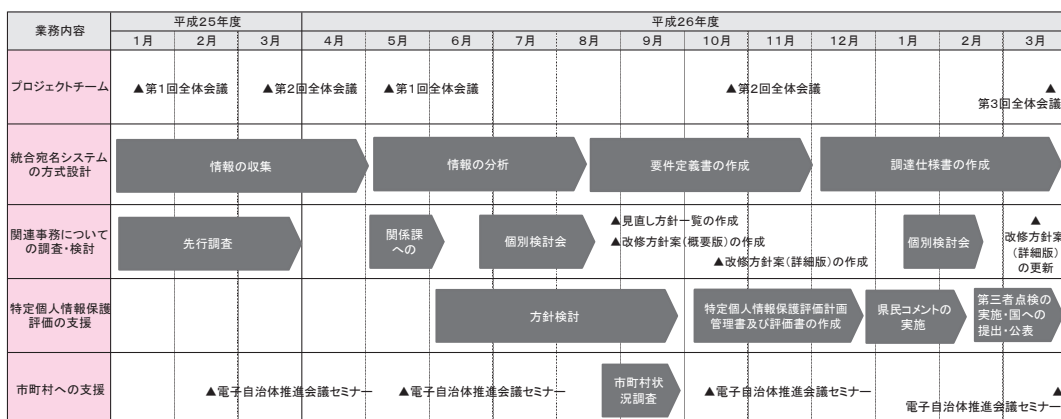 業務内容 平成25年度 平成26年度
1月 2月 3月 4月 5月 6月 7月 8月 9月 10月 11月 12月 1月 2月 3月
プロジェクトチーム
▲第1回全体会議 ▲第2回全体会議 ▲第1回全体会議 ▲第2回全体会議 ▲
第3回全体会議
統合宛名システム
の方式設計
情報の収集 情報の分析 要件定義書の作成 調達仕様書の作成
関連事務について
の調査・検討
先行調査
関係課
への
個別検討会
▲見直し方針一覧の作成
▲改修方針案(概要版)の作成
▲改修方針案(詳細版)の作成
個別検討会
▲
改修方針案
(詳細版)
の更新
特定個人情報保護
評価の支援
方針検討
特定個人情報保護評価計画
管理書及び評価書の作成
県民コメントの
実施
第三者点検の
実施・国への
提出・公表
市町村への支援
▲電子自治体推進会議セミナー ▲電子自治体推進会議セミナー
市町村状
況調査
▲電子自治体推進会議セミナー
▲
電子自治体推進会議セミナー